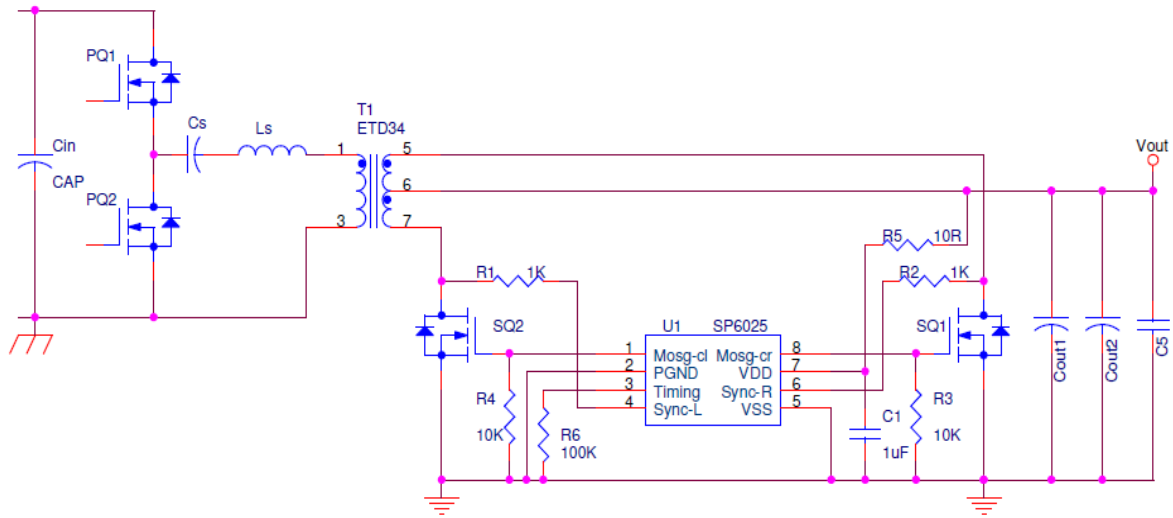 PQ1
Cs
Ls
T1
ETD34
1
3
5
6
7
Cin
CAP
PQ2
Vout
R5
10R
R1
1K
R2
1K
SQ2
U1
SP6025
SQ1
1
Mosg-cl
Mosg-cr
8
2
PGND
VDD
7
3
Timing
Sync-R
6
4
Sync-L
VSS
5
R4
10K
R6
100K
C1
1uF
R3
10K
Cout1
Cout2
C5